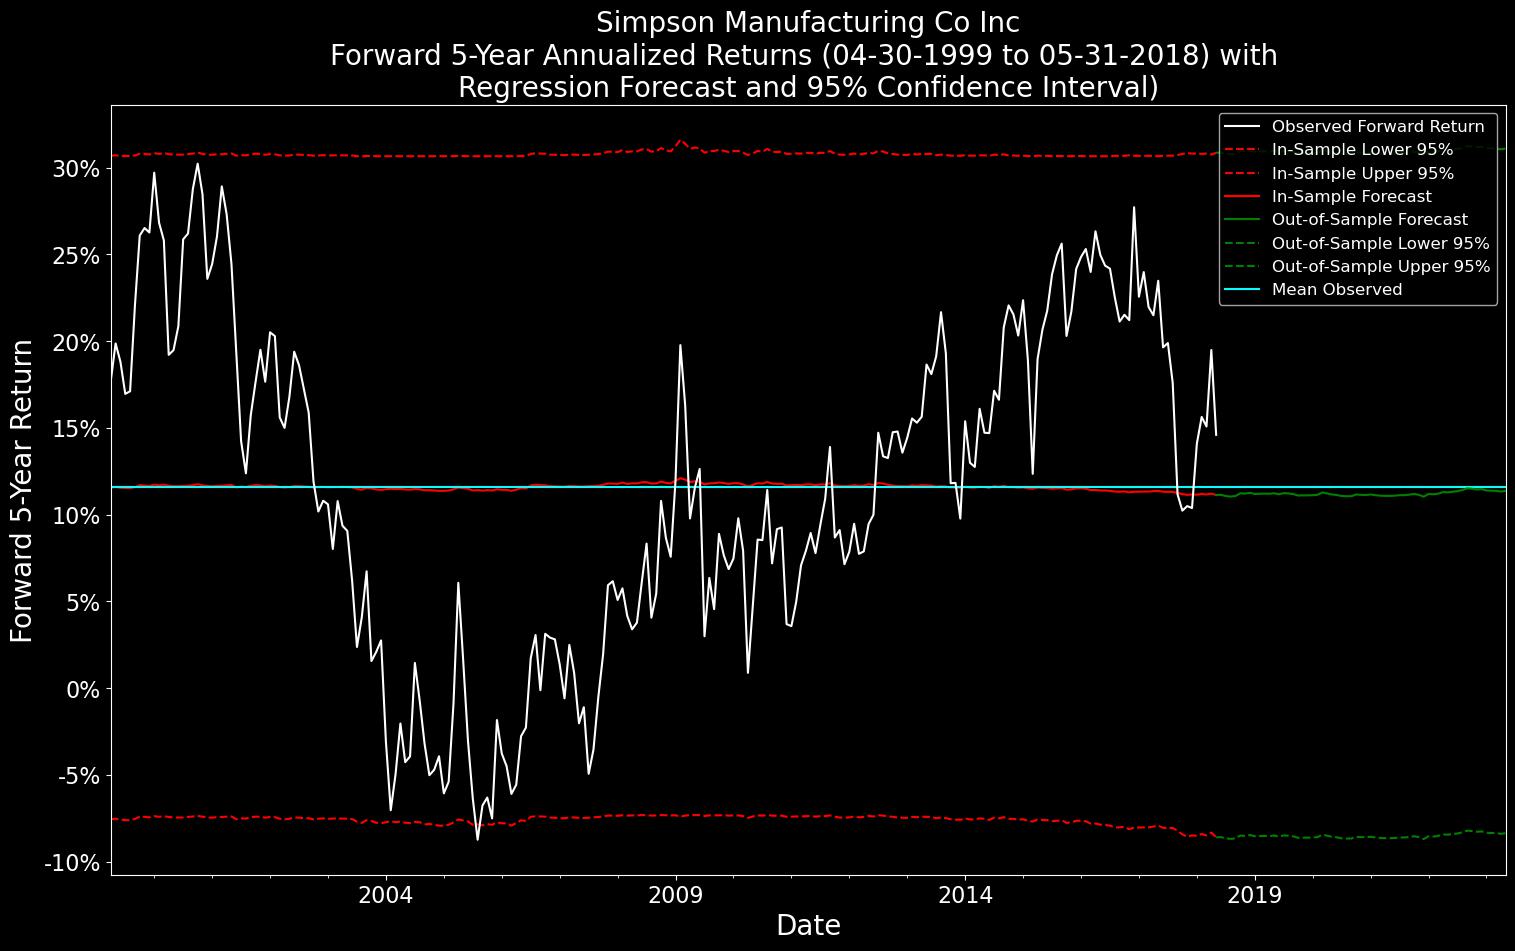 Simpson Manufacturing Co Inc
Forward 5-Year Annualized Returns (04-30-1999 to 05-31-2018) with
Regression Forecast and 95% Confidence Interval)
Forward 5-Year Return
30%
25%
20%
15%
10%
5%
0%
-5%
-10%
Observed Forward Return
In-Sample Lower 95%
In-Sample Upper 95%
In-Sample Forecast
Out-of-Sample Forecast
Out-of-Sample Lower 95%
Out-of-Sample Upper 95%
Mean Observed
2004
2009
2014
2019
Date